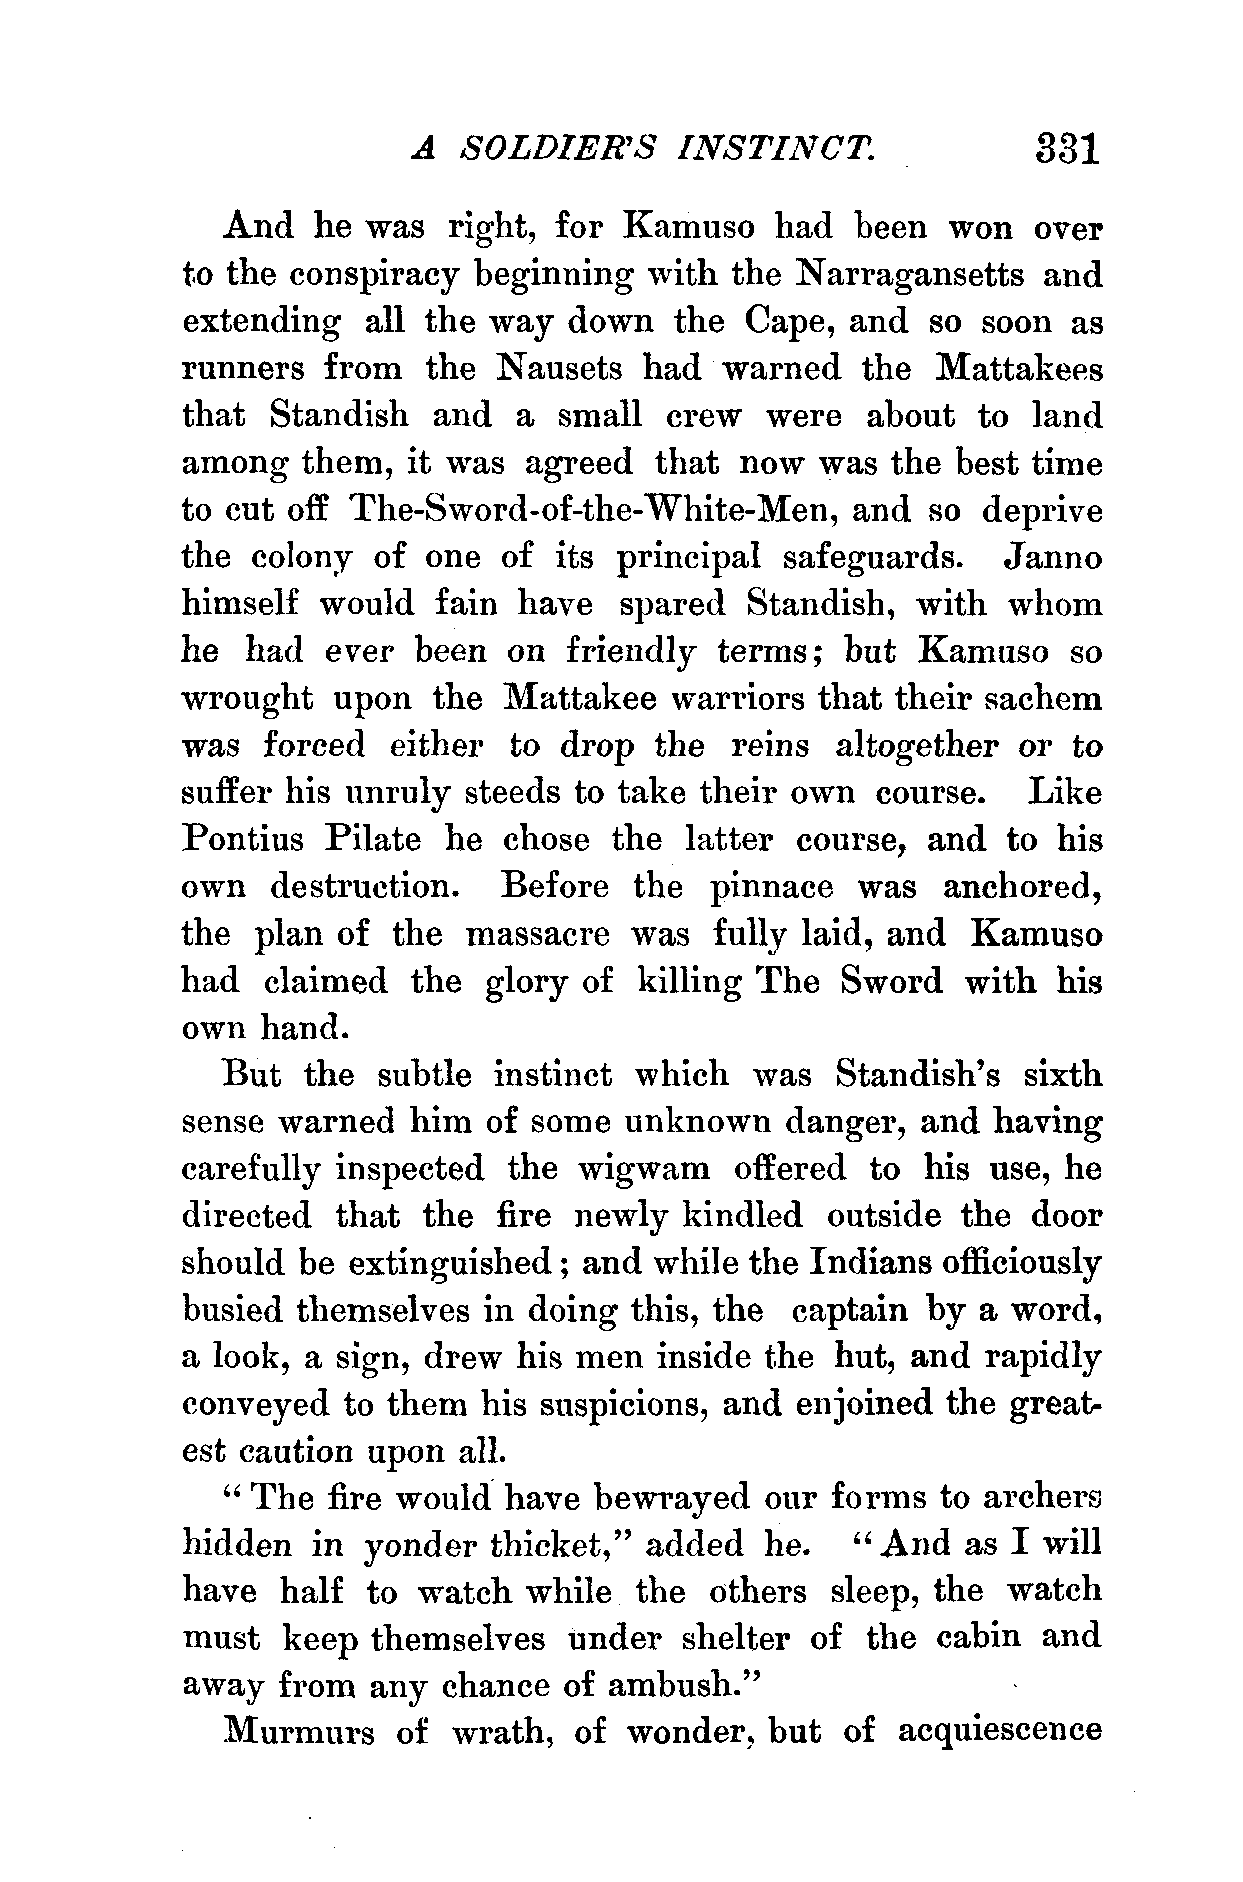 A SOLDIER'S INSTINCT. 331
And he was right, for Kamuso had been won over
to the conspiracy beginning with the Narragansetts and
extending all the way down the Cape, and so soon as
runners from the Nausets had warned the Mattakees
that Standish and a small crew were about to land
among them, it was agreed that now was the best time
to cut off The-Sword-of-the-White-Men, and so deprive
the colony of one of its principal safeguards. Janno
himself would fain have spared Standish, with whom
he had ever been on friendly terms; but Kamuso so
wrought upon the Mattakee warriors that their sachem
was forced either to drop the reins altogether or to
suffer his unruly steeds to take their own course. Like
Pontius Pilate he chose the latter course, and to his
own destruction. Before the pinnace was anchored,
the plan of the massacre was fully laid, and Kamuso
had claimed the glory of killing The Sword with his
own hand.
But the subtle instinct which was Standish's sixth
sense warned him of some unknown danger, and having
carefully inspected the wigwam offered to his use, he
directed that the fire newly kindled outside the door
should be extinguished; and while the Indians officiously
busied themselves in doing this, the captain by a word,
a look, a sign, drew his men inside the hut, and rapidly
conveyed to them his suspicions, and enjoined the great-
est caution upon all.
"The fire would have bewrayed our forms to archers
hidden in yonder thicket," added he. "And as I will
have half to watch while the others sleep, the watch
must keep themselves under shelter of the cabin and
away from any chance of ambush."
Murmurs of wrath, of wonder, but of acquiescence